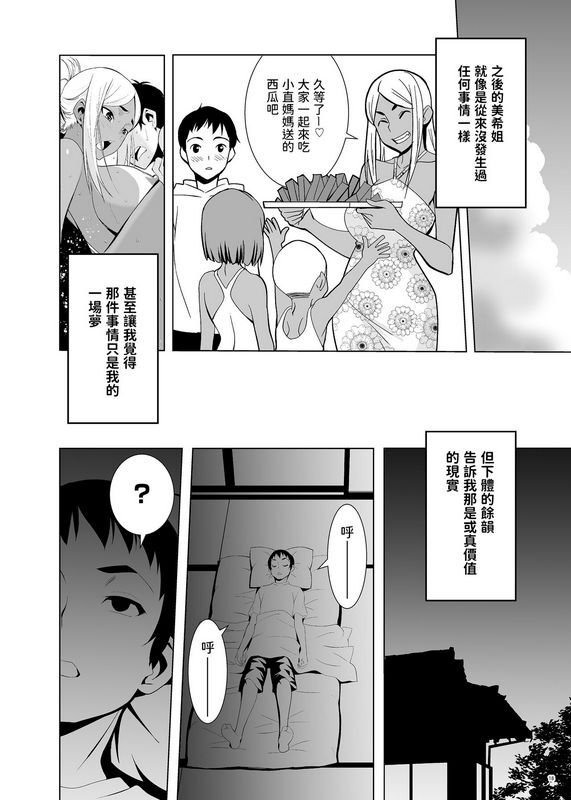 之後的美希姐
就像是從來沒發生過
任何事情一樣
久等了ー♡
大家一起來吃
小直媽媽送的
西瓜吧
甚至讓我覺得
那件事情只是我的
一場夢
但下體的餘韻
告訴我那是或真價值
的現實
呼——
呼——
？